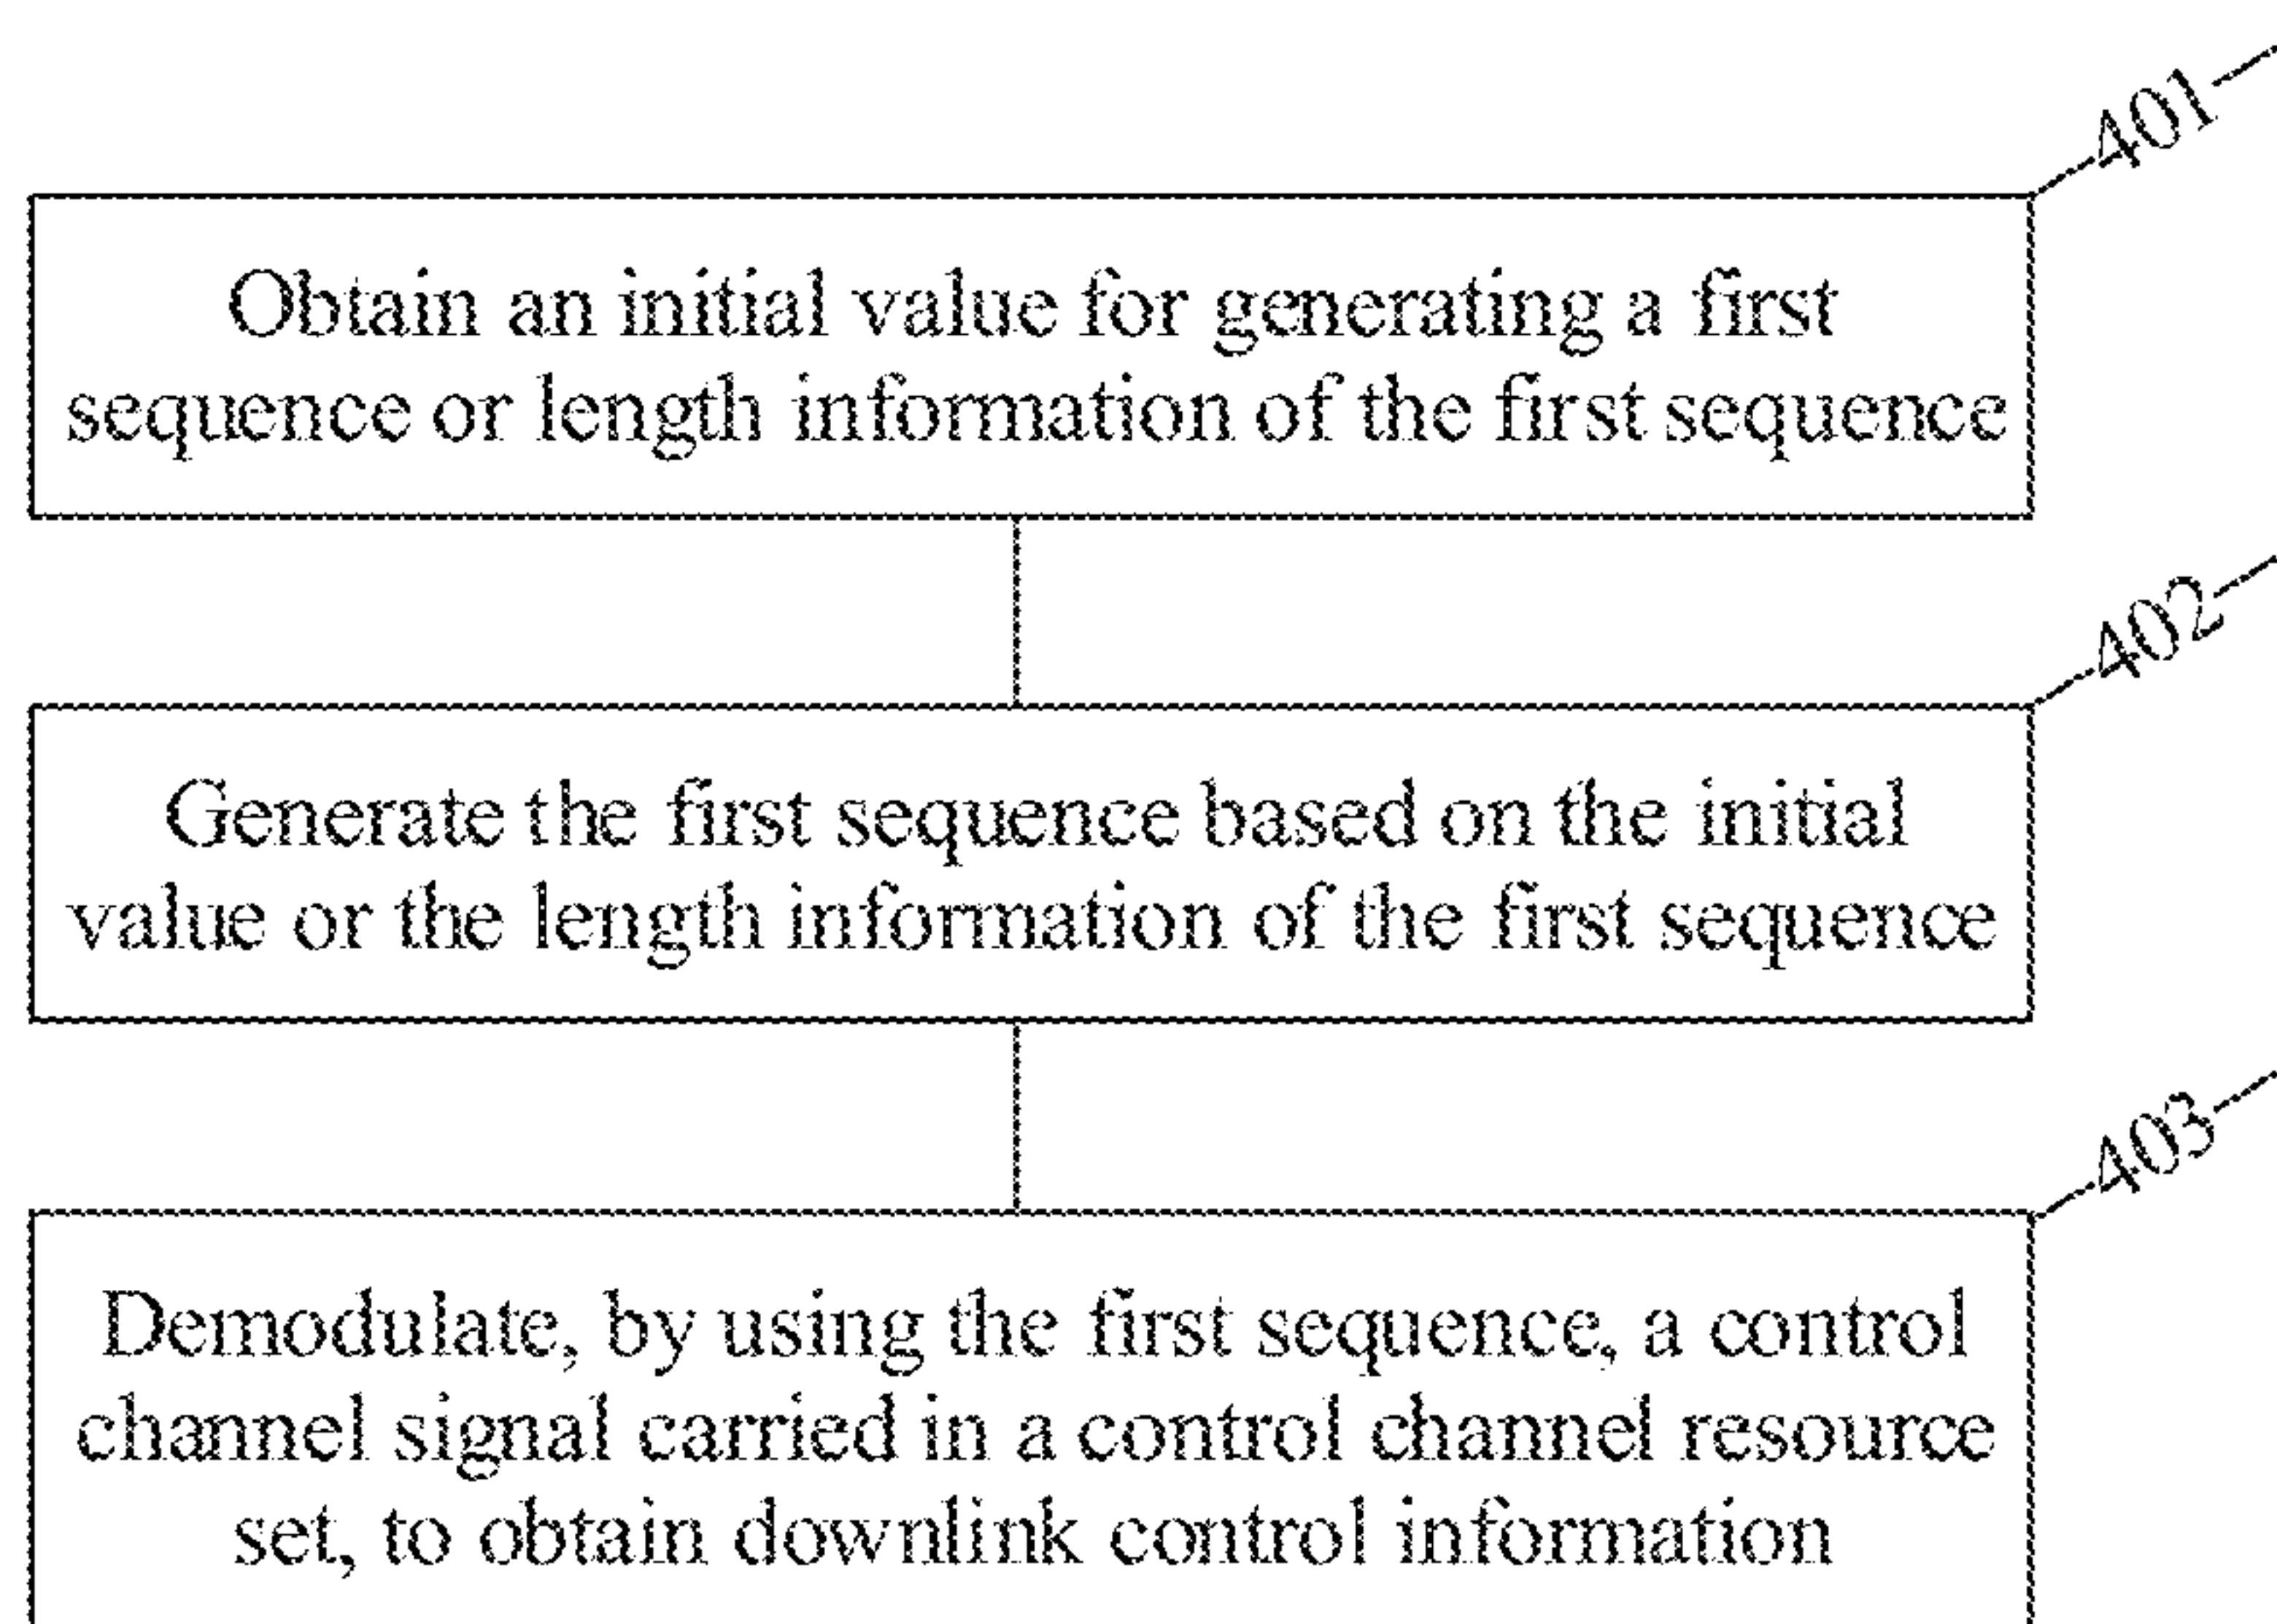 401
Obtain an initial value for generating a first
sequence or length information of the first sequence
402
Generate the first sequence based on the initial
value or the length information of the first sequence
403
Demodulate, by using the first sequence, a control
channel signal carried in a control channel resource
set, to obtain downlink control information